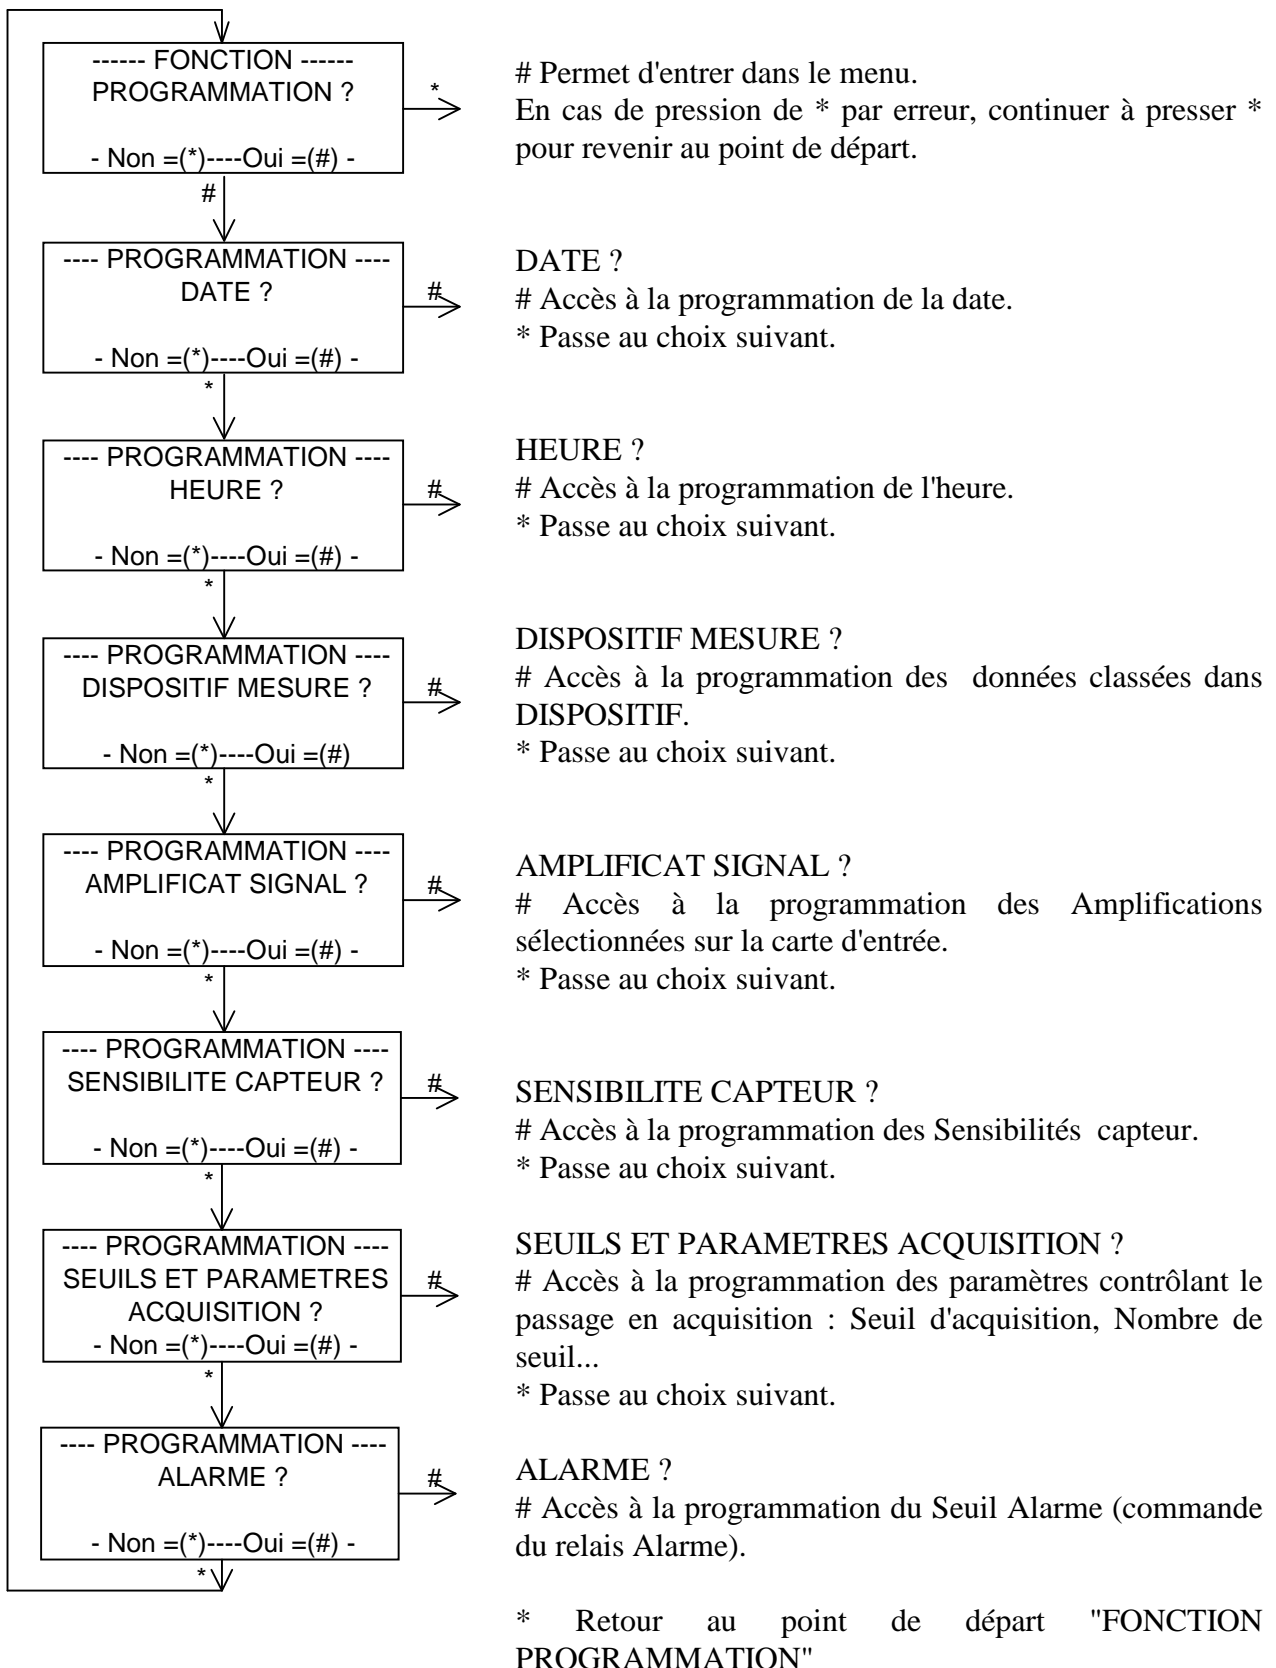 ------ FONCTION ------
PROGRAMMATION ?
- Non =(*)----Oui =(#) -
*
# Permet d'entrer dans le menu.
En cas de pression de * par erreur, continuer à presser *
pour revenir au point de départ.
#
---- PROGRAMMATION ----
DATE ?
- Non =(*)----Oui =(#) -
#
DATE ?
# Accès à la programmation de la date.
* Passe au choix suivant.
*
---- PROGRAMMATION ----
HEURE ?
- Non =(*)----Oui =(#) -
#
HEURE ?
# Accès à la programmation de l'heure.
* Passe au choix suivant.
*
---- PROGRAMMATION ----
DISPOSITIF MESURE ?
- Non =(*)----Oui =(#)
#
DISPOSITIF MESURE ?
# Accès à la programmation des  données classées dans
DISPOSITIF.
* Passe au choix suivant.
*
---- PROGRAMMATION ----
AMPLIFICAT SIGNAL ?
- Non =(*)----Oui =(#) -
#
AMPLIFICAT SIGNAL ?
# Accès à la programmation des Amplifications
sélectionnées sur la carte d'entrée.
* Passe au choix suivant.
*
---- PROGRAMMATION ----
SENSIBILITE CAPTEUR ?
- Non =(*)----Oui =(#) -
#
SENSIBILITE CAPTEUR ?
# Accès à la programmation des Sensibilités  capteur.
* Passe au choix suivant.
*
---- PROGRAMMATION ----
SEUILS ET PARAMETRES
ACQUISITION ?
- Non =(*)----Oui =(#) -
#
SEUILS ET PARAMETRES ACQUISITION ?
# Accès à la programmation des paramètres contrôlant le
passage en acquisition : Seuil d'acquisition, Nombre de
seuil...
* Passe au choix suivant.
*
---- PROGRAMMATION ----
ALARME ?
- Non =(*)----Oui =(#) -
#
ALARME ?
# Accès à la programmation du Seuil Alarme (commande
du relais Alarme).
*
* Retour au point de départ "FONCTION
PROGRAMMATION"